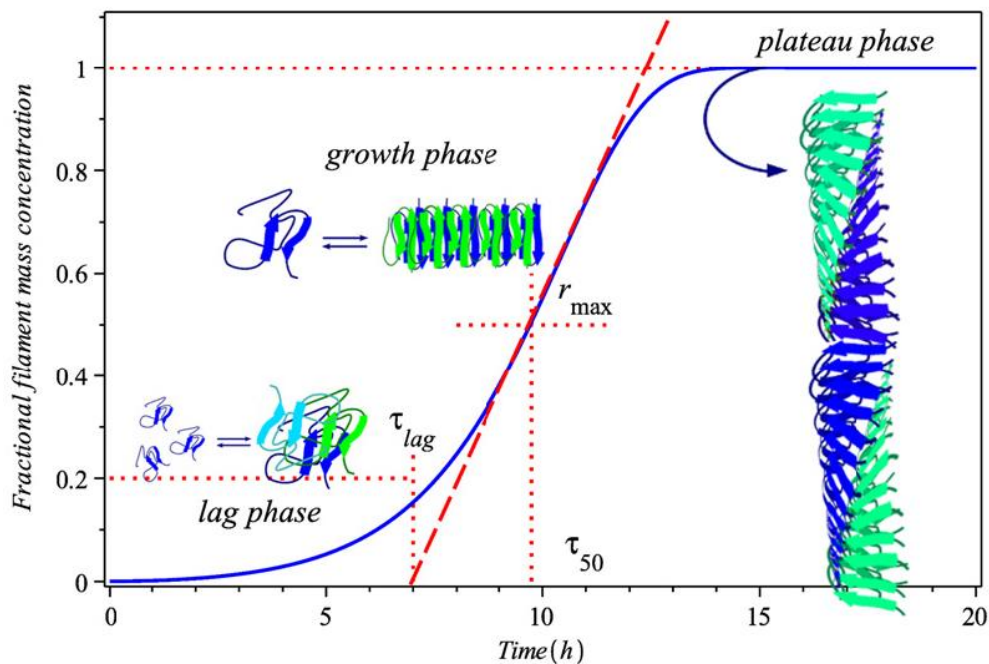 plateau phase
1
growth phase
0.8
0.6
r max
0.4
τ lag
0.2
lag phase
τ 50
0
0
5
10
15
20
Time(h)
Fractional filament mass concentration